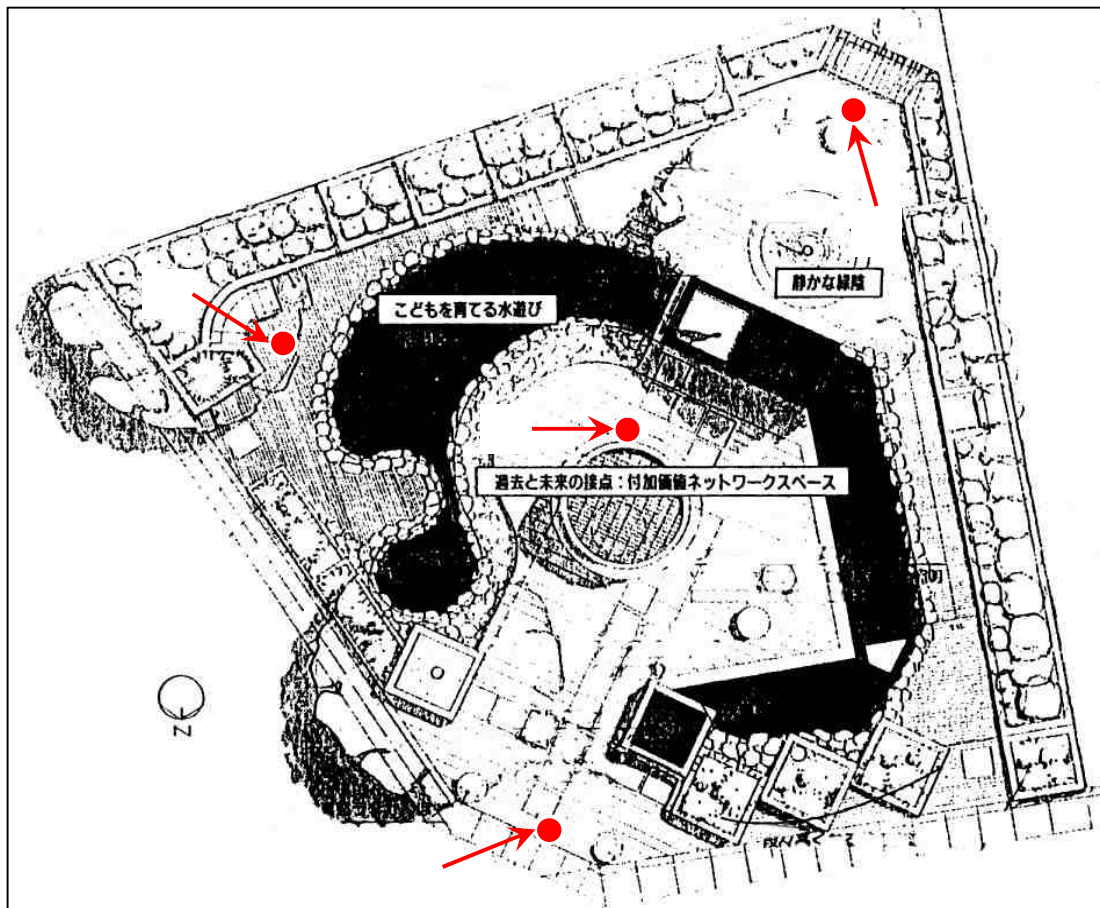 静かな緑陰
こどもを育てる水遊び
過去と未来の接点：付加価値ネットワークスペース
N